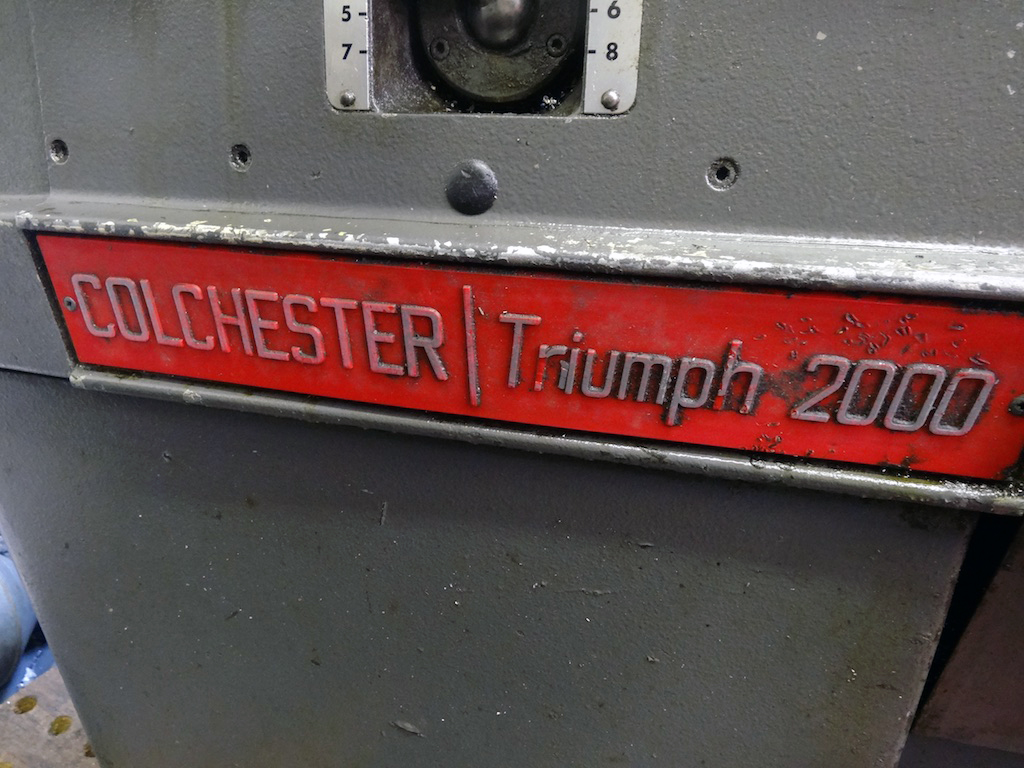 5- -6
7- -8
COLCHESTER | Triumph 2000